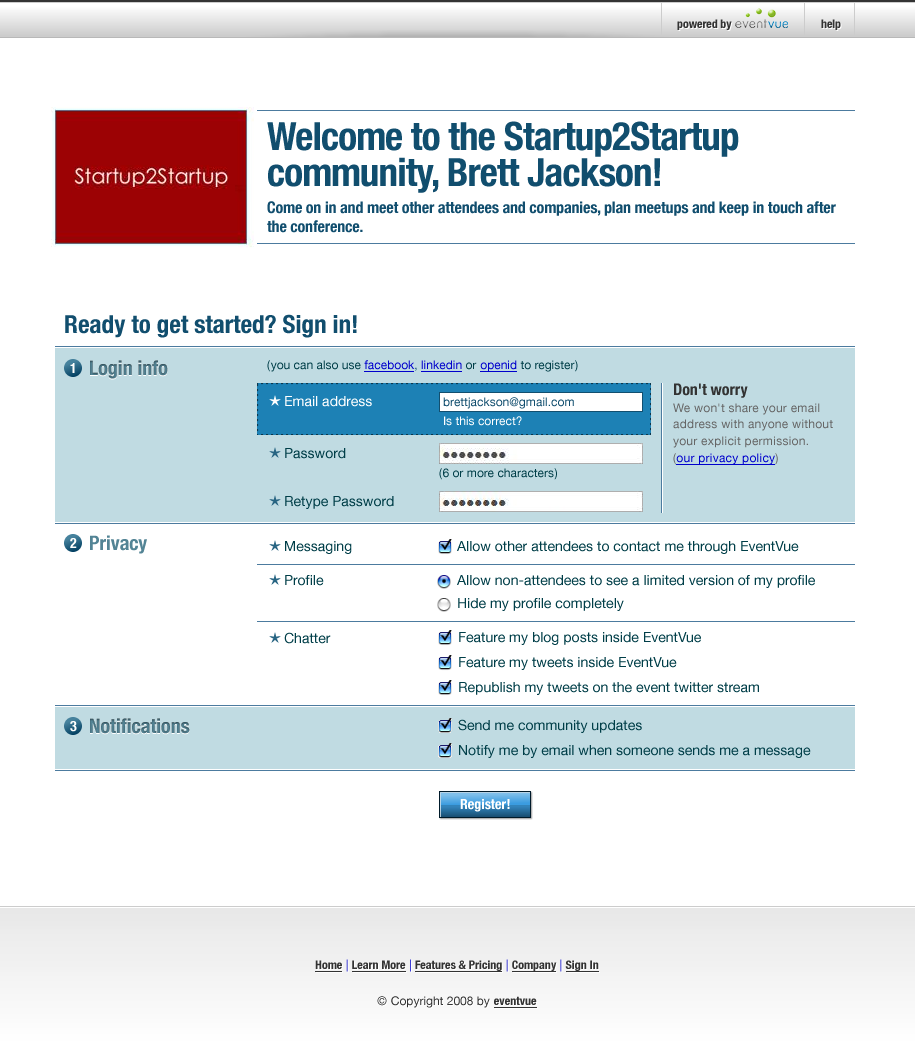 powered by eventvue
help
Startup2Startup
Welcome to the Startup2Startup
community, Brett Jackson!
Come on in and meet other attendees and companies, plan meetups and keep in touch after
the conference.
Ready to get started? Sign in!
1 Login info
(you can also use facebook, linkedin or openid to register)
★ Email address
brettjackson@gmail.com
Is this correct?
★ Password
••••••••
(6 or more characters)
★ Retype Password
••••••••
Don't worry
We won't share your email
address with anyone without
your explicit permission.
(our privacy policy)
2 Privacy
★ Messaging
Allow other attendees to contact me through EventVue
★ Profile
Allow non-attendees to see a limited version of my profile
Hide my profile completely
★ Chatter
Feature my blog posts inside EventVue
Feature my tweets inside EventVue
Republish my tweets on the event twitter stream
3 Notifications
Send me community updates
Notify me by email when someone sends me a message
Register!
Home | Learn More | Features & Pricing | Company | Sign In
© Copyright 2008 by eventvue